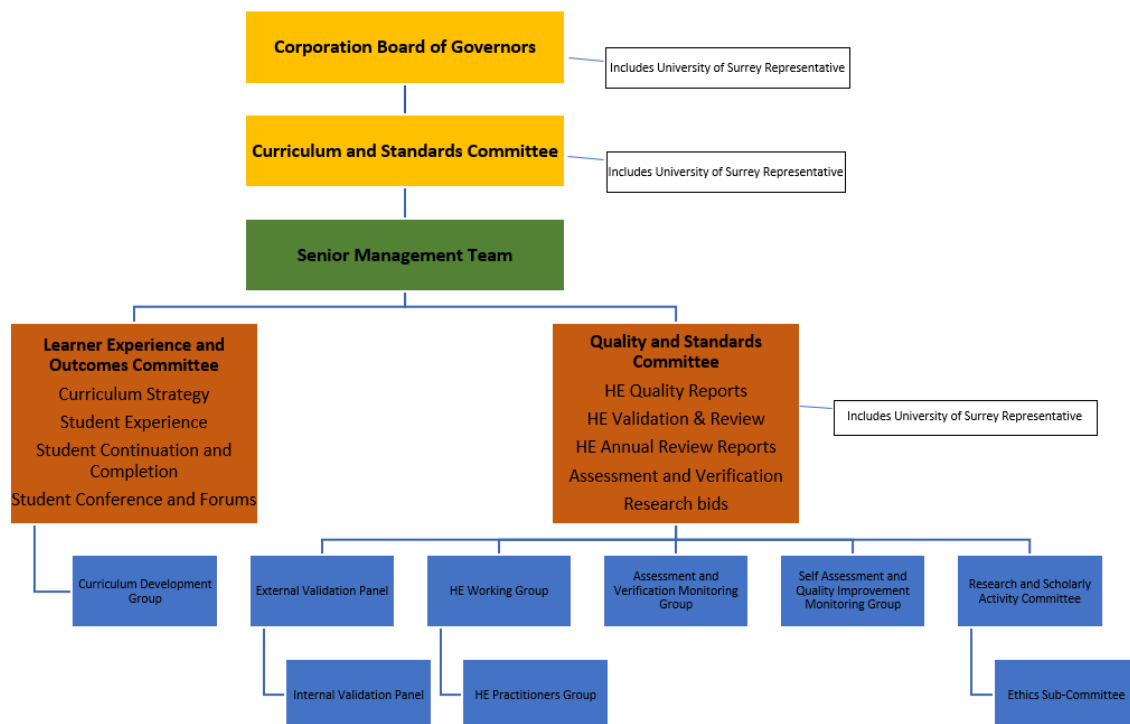 Corporation Board of Governors
Includes University of Surrey Representative
Curriculum and Standards Committee
Includes University of Surrey Representative
Senior Management Team
Learner Experience and
Outcomes Committee
Curriculum Strategy
Student Experience
Student Continuation and
Completion
Student Conference and Forums
Quality and Standards
Committee
HE Quality Reports
HE Validation & Review
HE Annual Review Reports
Assessment and Verification
Research bids
Includes University of Surrey Representative
Curriculum Development
Group
External Validation Panel
HE Working Group
Assessment and
Verification Monitoring
Group
Self Assessment and
Quality Improvement
Monitoring Group
Research and Scholarly
Activity Committee
Internal Validation Panel
HE Practitioners Group
Ethics Sub-Committee